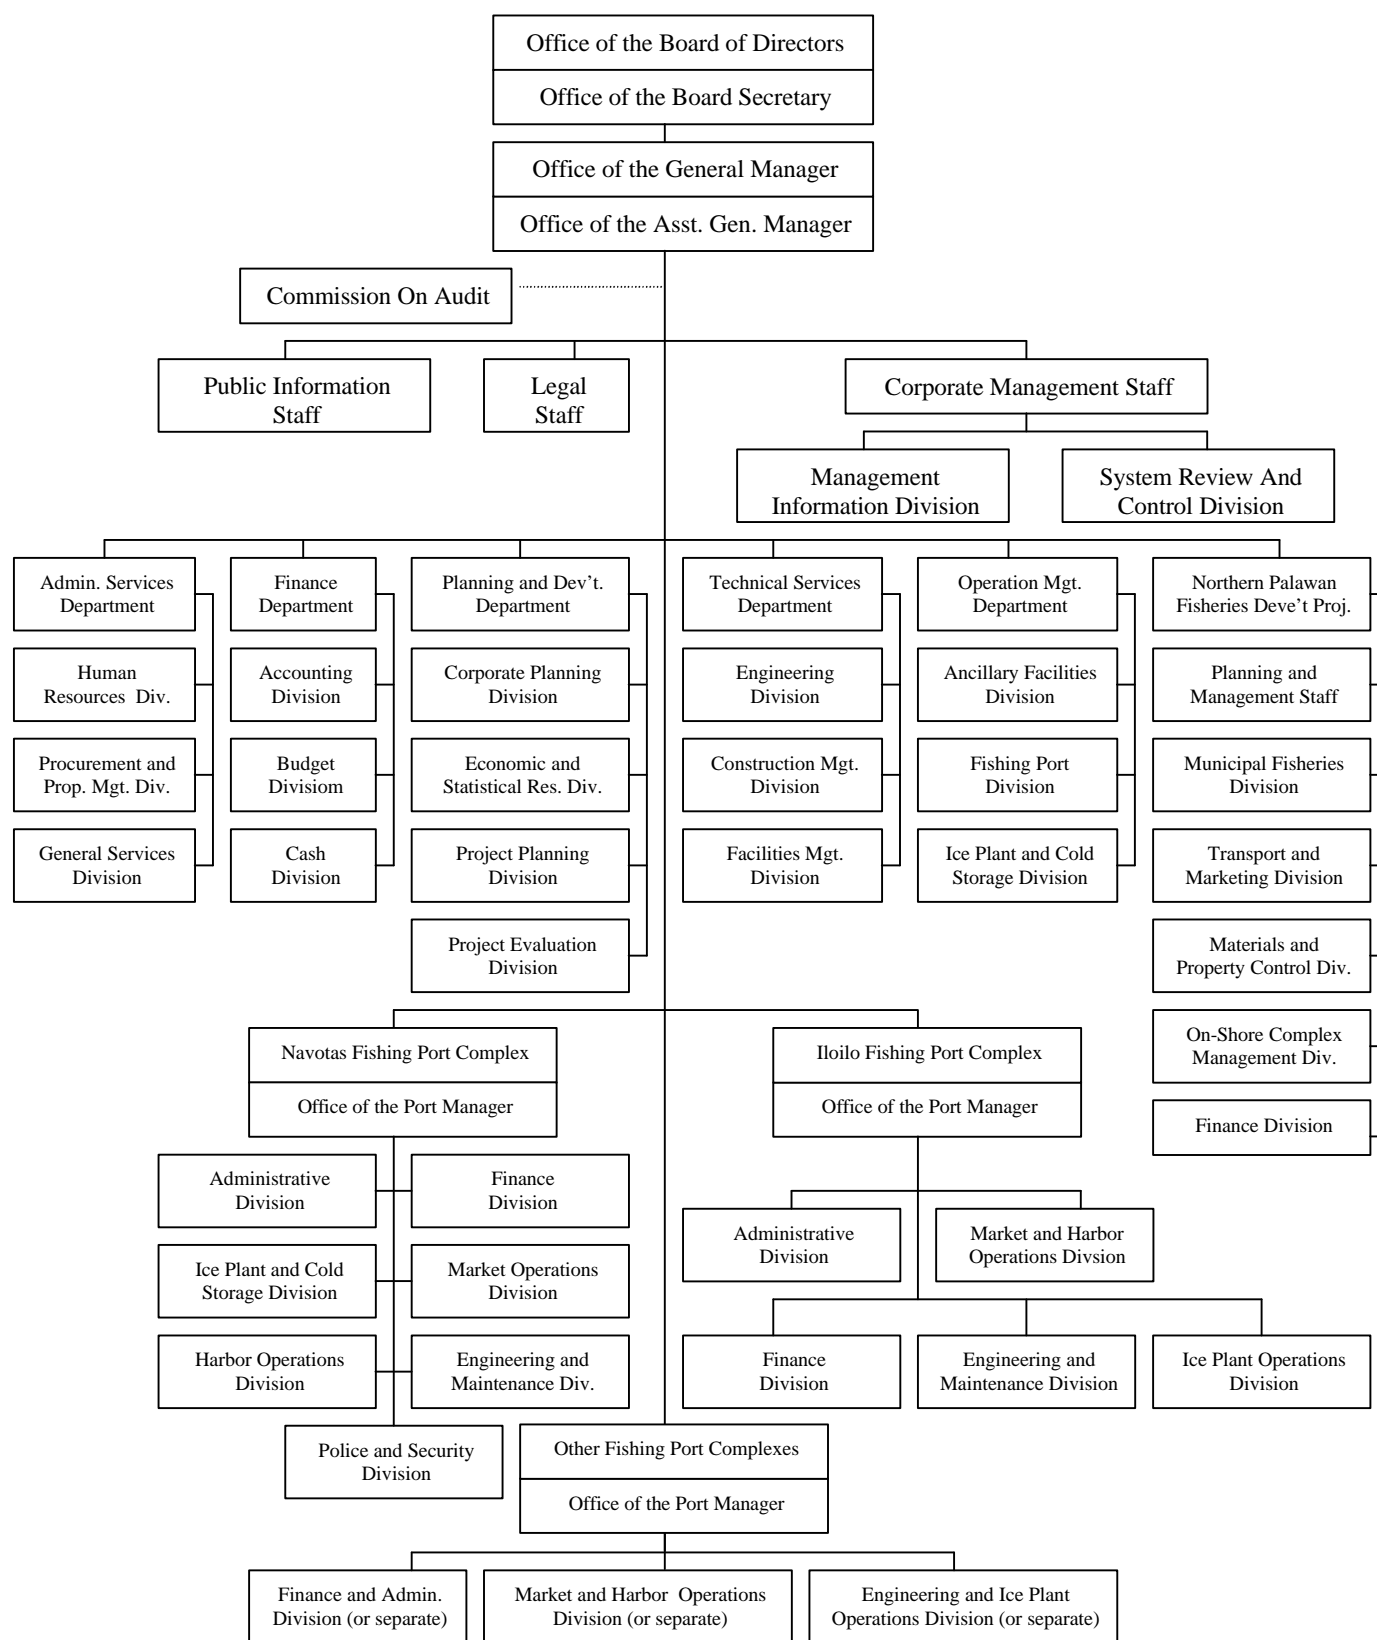 Office of the Board of Directors
Office of the Board Secretary
Office of the General Manager
Office of the Asst. Gen. Manager
Commission On Audit
Public Information
Staff
Legal
Staff
Corporate Management Staff
Management
Information Division
System Review And
Control Division
Admin. Services
Department
Human
Resources Div.
Procurement and
Prop. Mgt. Div.
General Services
Division
Finance
Department
Accounting
Division
Budget
Divisiom
Cash
Division
Planning and Dev't.
Department
Corporate Planning
Division
Economic and
Statistical Res. Div.
Project Planning
Division
Project Evaluation
Division
Technical Services
Department
Engineering
Division
Construction Mgt.
Division
Facilities Mgt.
Division
Operation Mgt.
Department
Ancillary Facilities
Division
Fishing Port
Division
Ice Plant and Cold
Storage Division
Northern Palawan
Fisheries Deve't Proj.
Planning and
Management Staff
Municipal Fisheries
Division
Transport and
Marketing Division
Materials and
Property Control Div.
On-Shore Complex
Management Div.
Finance Division
Navotas Fishing Port Complex
Office of the Port Manager
Administrative
Division
Finance
Division
Ice Plant and Cold
Storage Division
Market Operations
Division
Harbor Operations
Division
Engineering and
Maintenance Div.
Police and Security
Division
Iloilo Fishing Port Complex
Office of the Port Manager
Administrative
Division
Market and Harbor
Operations Divsion
Finance
Division
Engineering and
Maintenance Division
Ice Plant Operations
Division
Other Fishing Port Complexes
Office of the Port Manager
Finance and Admin.
Division (or separate)
Market and Harbor Operations
Division (or separate)
Engineering and Ice Plant
Operations Division (or separate)